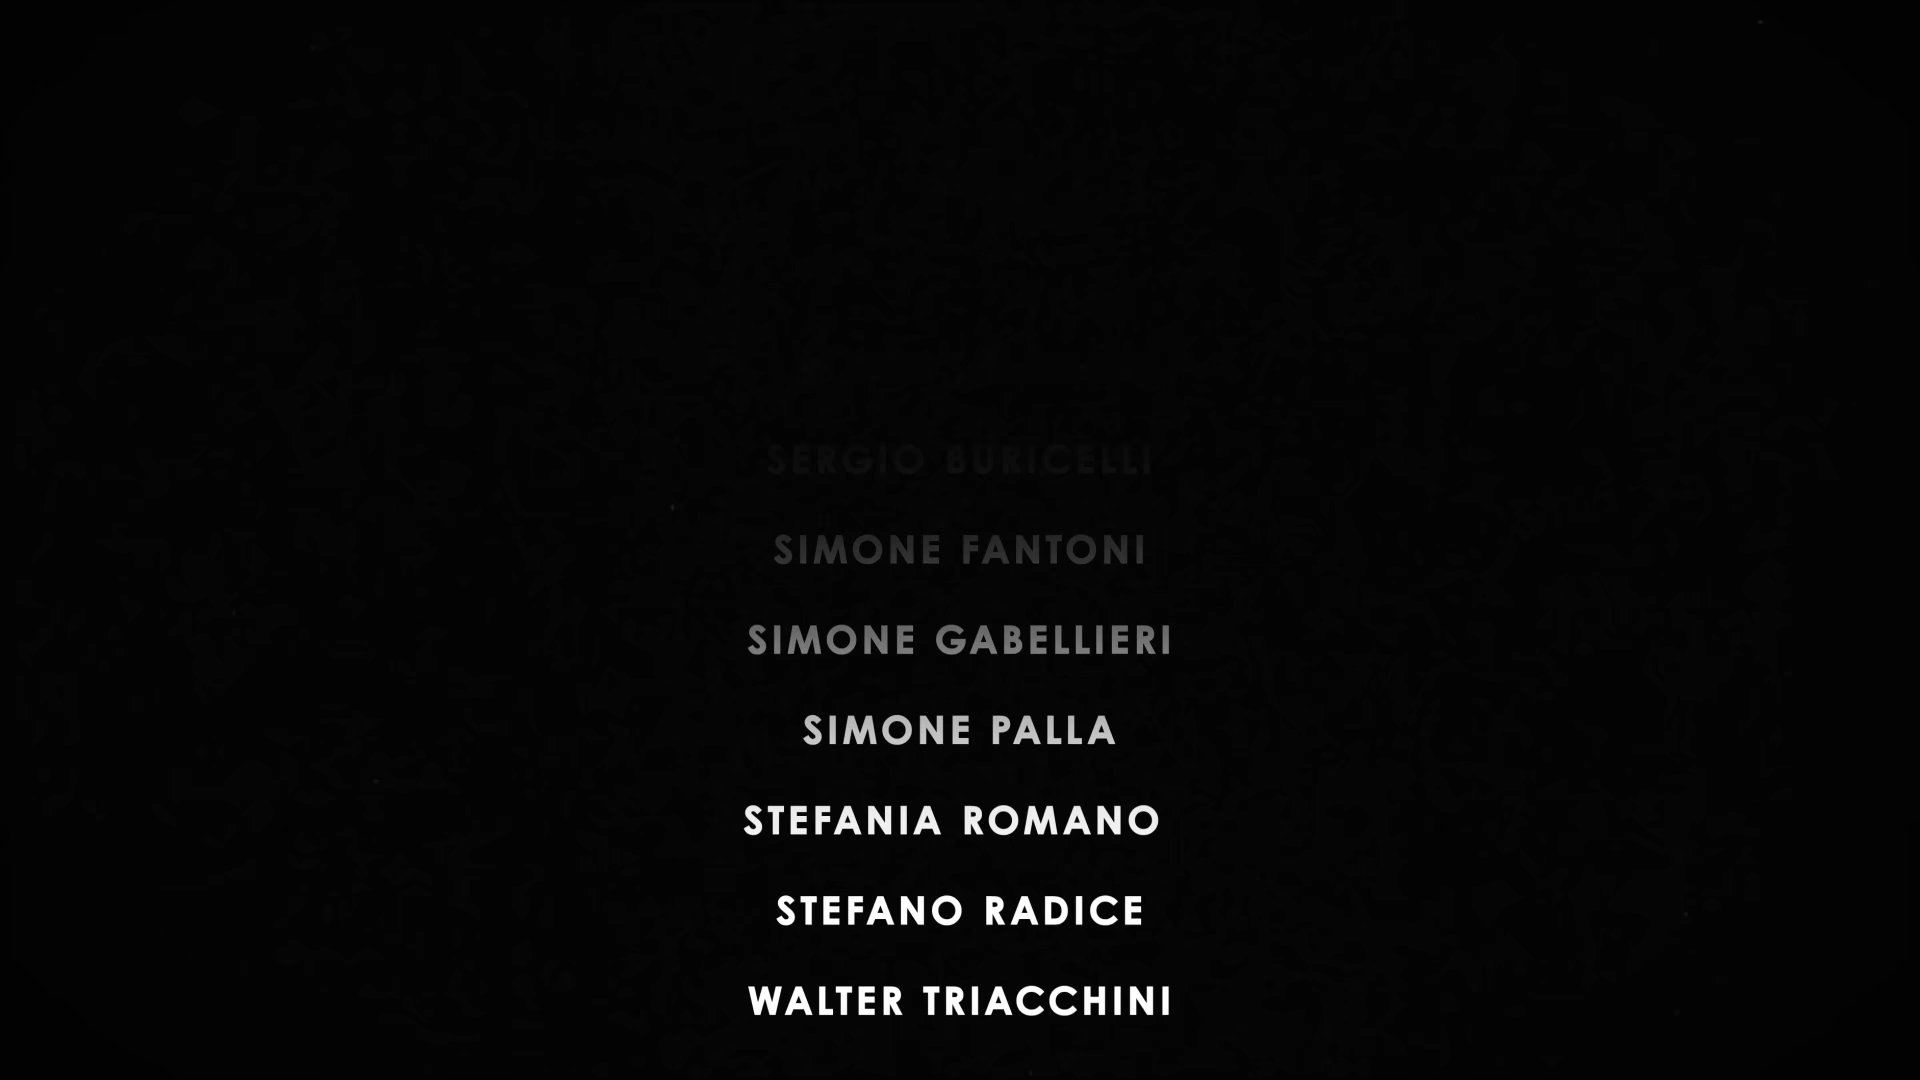 SERGIO BURICELLI
SIMONE FANTONI
SIMONE GABELLIERI
SIMONE PALLA
STEFANIA ROMANO
STEFANO RADICE
WALTER TRIACCHINI